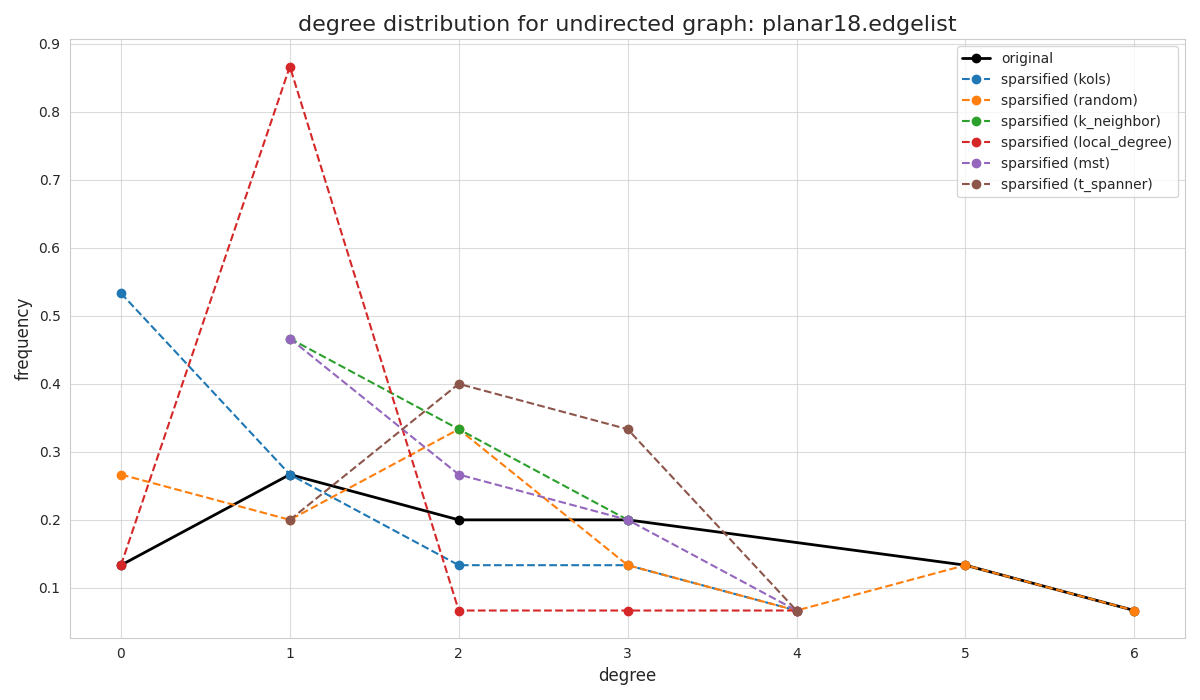 degree distribution for undirected graph: planar18.edgelist
0.9
0.8
0.7
0.6
0.5
0.4
0.3
0.2
0.1
frequency
0 1 2 3 4 5 6
degree
original
sparsified (kols)
sparsified (random)
sparsified (k_neighbor)
sparsified (local_degree)
sparsified (mst)
sparsified (t_spanner)